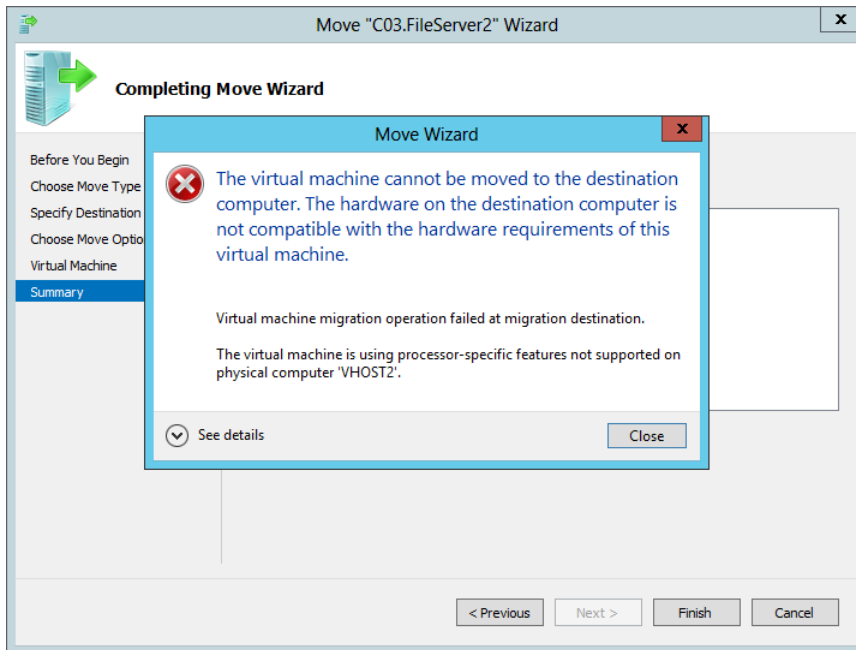 Move "C03.FileServer2" Wizard
x
Completing Move Wizard
Before You Begin
Choose Move Type
Specify Destination
Choose Move Optio
Virtual Machine
Summary
Move Wizard
x
The virtual machine cannot be moved to the destination
computer. The hardware on the destination computer is
not compatible with the hardware requirements of this
virtual machine.
Virtual machine migration operation failed at migration destination.
The virtual machine is using processor-specific features not supported on
physical computer 'VHOST2'.
See details
Close
< Previous
Next >
Finish
Cancel